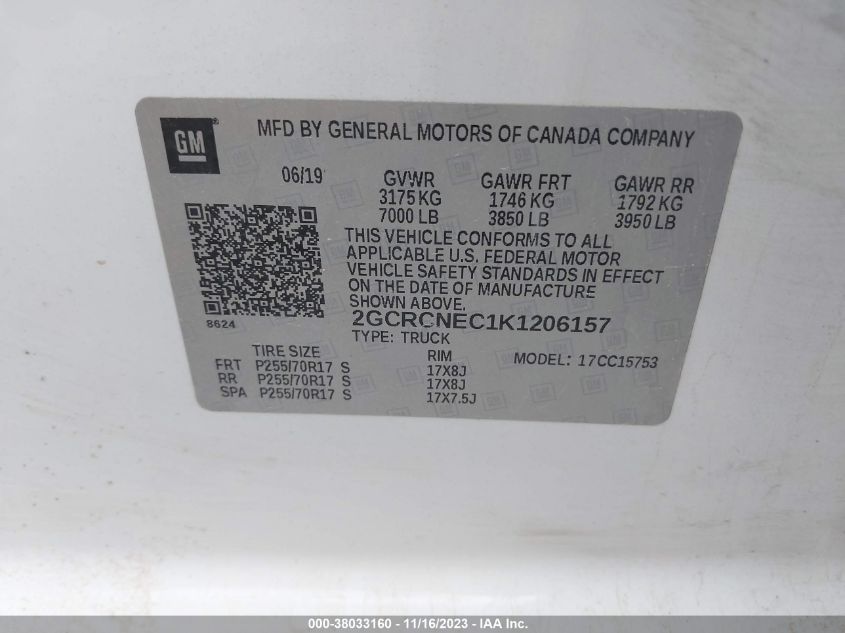 GM
MFD BY GENERAL MOTORS OF CANADA COMPANY
06/19 GVWR GAWR FRT GAWR RR
3175 KG 1746 KG 1792 KG
7000 LB 3850 LB 3950 LB
THIS VEHICLE CONFORMS TO ALL
APPLICABLE U.S. FEDERAL MOTOR
VEHICLE SAFETY STANDARDS IN EFFECT
ON THE DATE OF MANUFACTURE
SHOWN ABOVE.
8624
2GCRCNEC1K1206157
TYPE: TRUCK
TIRE SIZE RIM MODEL: 17CC15753
FRT P255/70R17 S 17X8J
RR P255/70R17 S 17X8J
SPA P255/70R17 S 17X7.5J
000-38033160 - 11/16/2023 - IAA Inc.